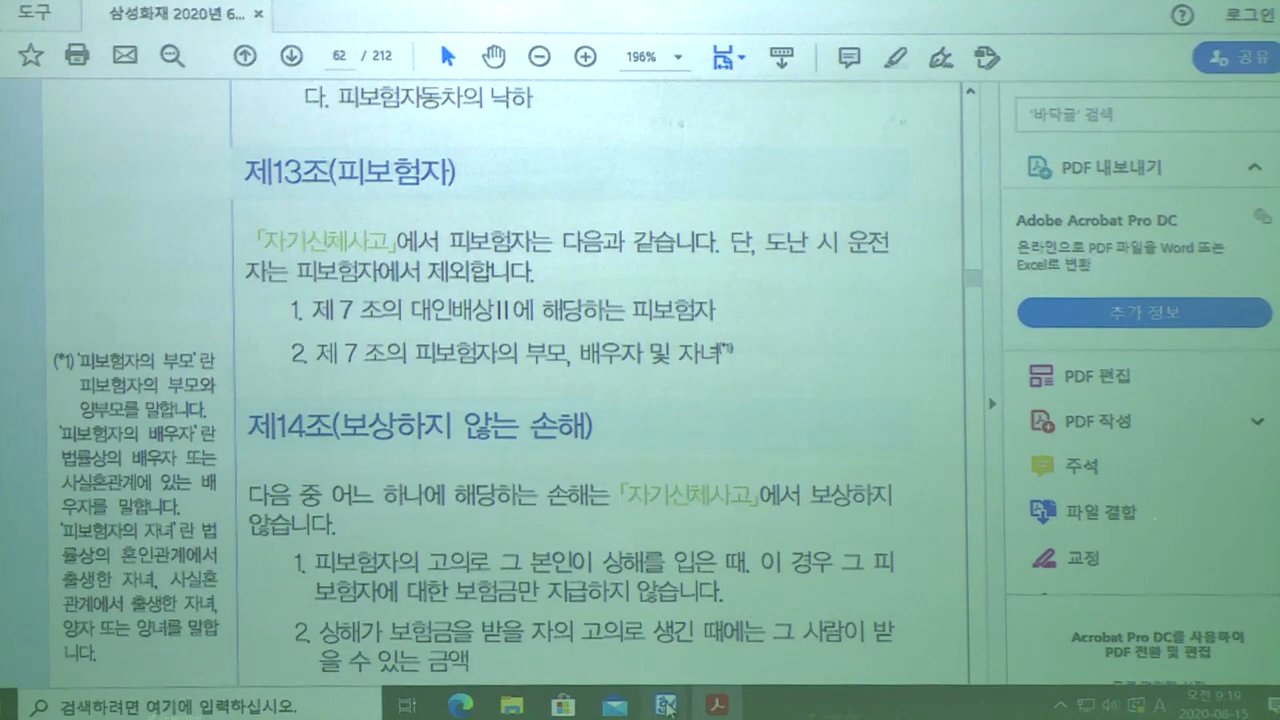 도구
삼성화재 2020년 6... ×
로그인
62 / 212
196%
공유
다. 피보험자동차의 낙하
제13조(피보험자)
「자기신체사고」에서 피보험자는 다음과 같습니다. 단, 도난 시 운전
자는 피보험자에서 제외합니다.
1. 제 7 조의 대인배상Ⅱ에 해당하는 피보험자
2. 제 7 조의 피보험자의 부모, 배우자 및 자녀(*1)
(*1) '피보험자의 부모'란
피보험자의 부모와
양부모를 말합니다.
'피보험자의 배우자'란
법률상의 배우자 또는
사실혼관계에 있는 배
우자를 말합니다.
'피보험자의 자녀'란 법
률상의 혼인관계에서
출생한 자녀, 사실혼
관계에서 출생한 자녀,
양자 또는 양녀를 말합
니다.
제14조(보상하지 않는 손해)
다음 중 어느 하나에 해당하는 손해는 「자기신체사고」에서 보상하지
않습니다.
1. 피보험자의 고의로 그 본인이 상해를 입은 때. 이 경우 그 피
보험자에 대한 보험금만 지급하지 않습니다.
2. 상해가 보험금을 받을 자의 고의로 생긴 때에는 그 사람이 받
을 수 있는 금액
'바닥글' 검색
PDF 내보내기
Adobe Acrobat Pro DC
온라인으로 PDF 파일을 Word 또는
Excel로 변환
추가 정보
PDF 편집
PDF 작성
주석
파일 결합
교정
Acrobat Pro DC를 사용하여
PDF 전환 및 편집
검색하려면 여기에 입력하십시오.
A
오전 9:19
2020-08-15